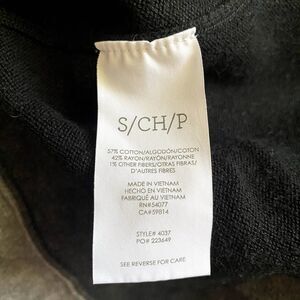 S/CH/P
57% COTTON/ALGODÓN/COTON
42% RAYON/RAYÓN/RAYONNE
1% OTHER FIBERS/OTRAS FIBRAS/
D'AUTRES FIBRES
MADE IN VIETNAM
HECHO EN VIETNAM
FABRIQUÉ AU VIETNAM
RN#54077
CA#59814
STYLE# 4037
PO# 223649
SEE REVERSE FOR CARE